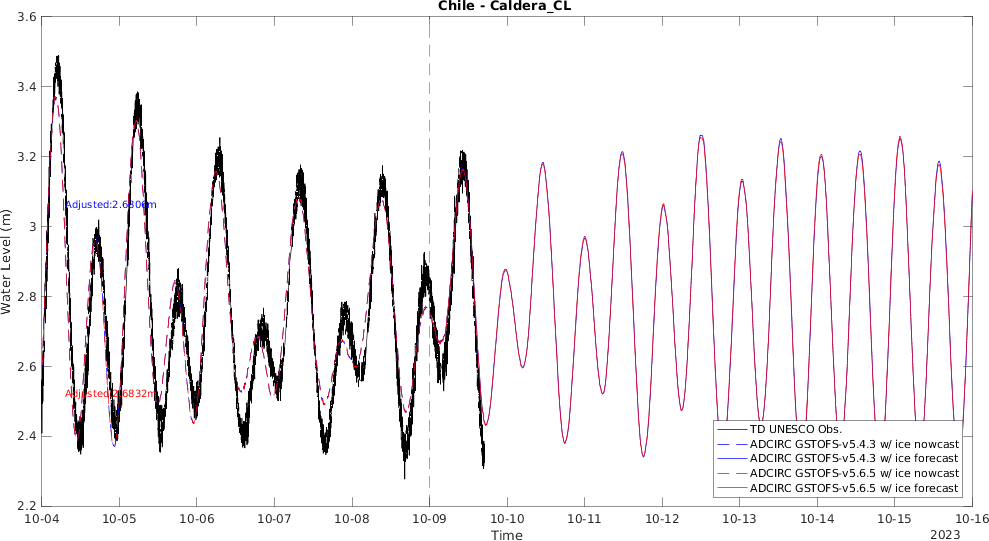 Chile - Caldera_CL
3.6
3.4
3.2
3
2.8
2.6
2.4
2.2
Water Level (m)
Adjusted:2.6806m
Adjusted:2.6832m
TD UNESCO Obs.
ADCIRC GSTOFS-v5.4.3 w/ ice nowcast
ADCIRC GSTOFS-v5.4.3 w/ ice forecast
ADCIRC GSTOFS-v5.6.5 w/ ice nowcast
ADCIRC GSTOFS-v5.6.5 w/ ice forecast
10-04 10-05 10-06 10-07 10-08 10-09 10-10 10-11 10-12 10-13 10-14 10-15 10-16
Time
2023